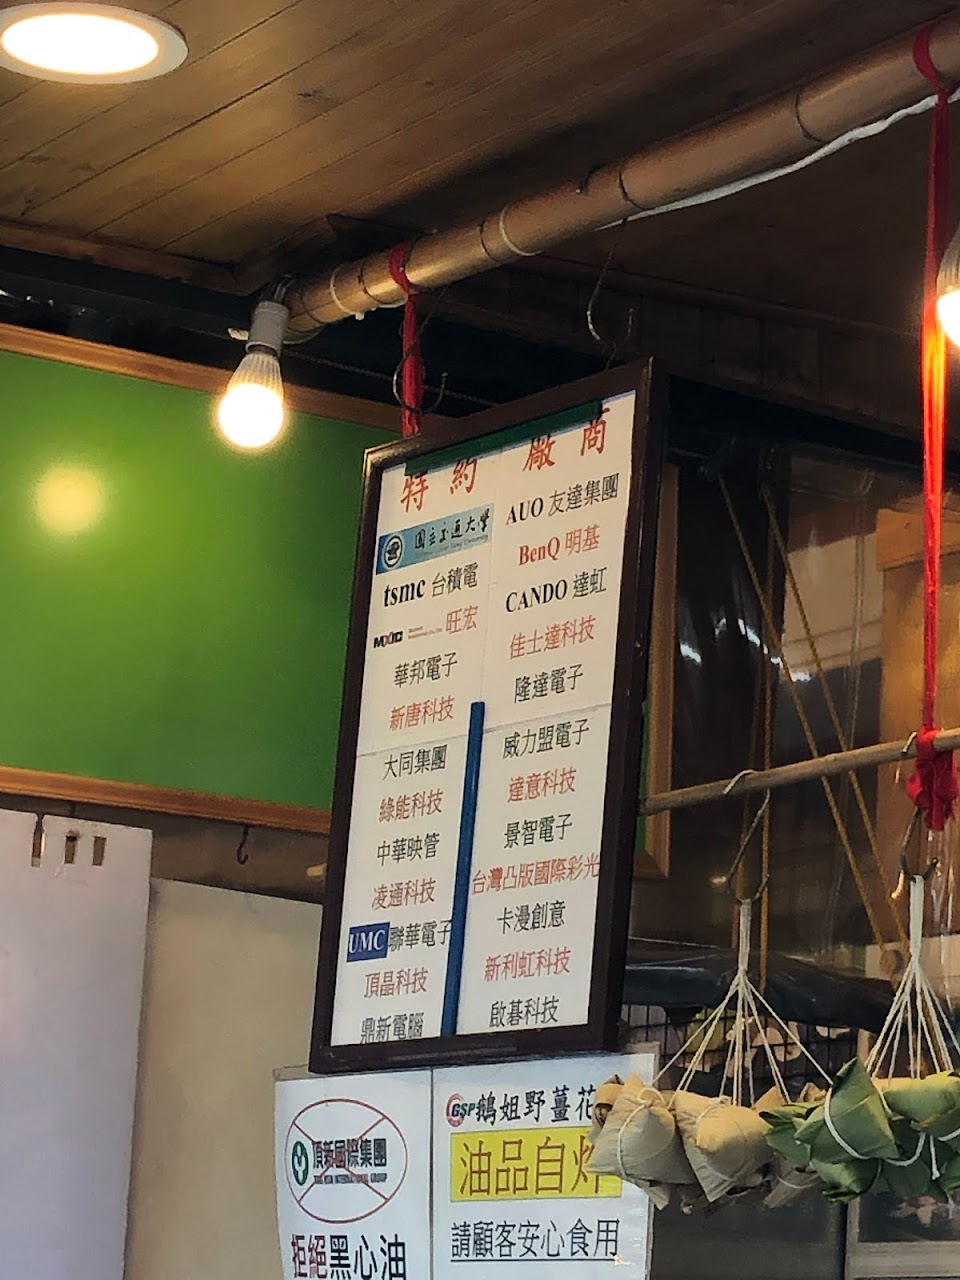 特約廠商
國立交通大學
tsmc 台積電
MXIC 旺宏
華邦電子
新唐科技
大同集團
綠能科技
中華映管
凌通科技
UMC 聯華電子
頂晶科技
鼎新電腦
AUO 友達集團
BenQ 明基
CANDO 達虹
佳士達科技
隆達電子
威力盟電子
達意科技
景智電子
台灣凸版國際彩光
卡漫創意
新利虹科技
啟碁科技
頂新國際集團
TING HSIN INTERNATIONAL GROUP
拒絕黑心油
GSP 鵝姐野薑花
油品自炸
請顧客安心食用